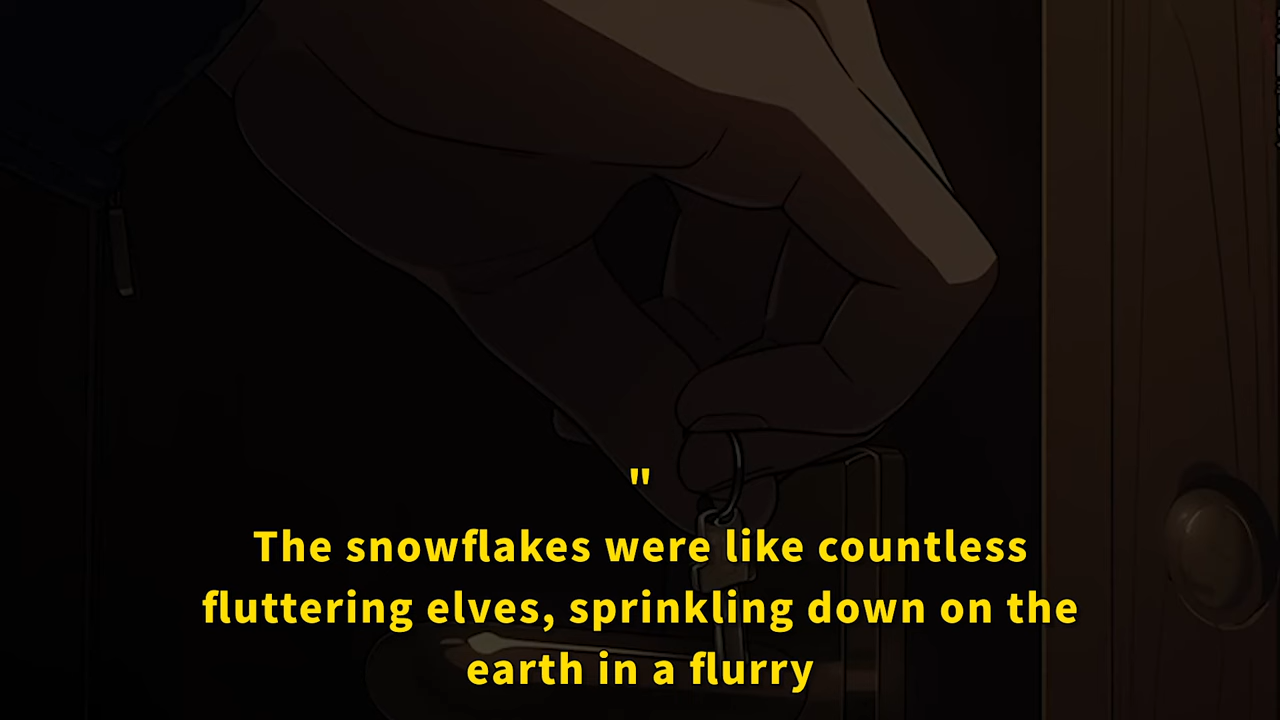 "
The snowflakes were like countless
fluttering elves, sprinkling down on the
earth in a flurry